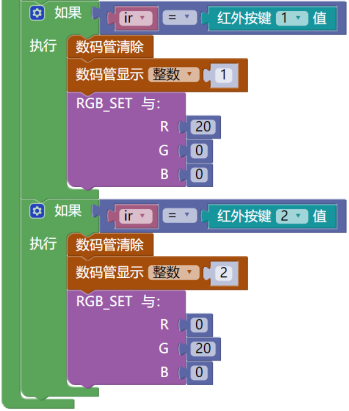 如果 ir = 红外按键 1 值
执行 数码管清除
数码管显示 整数 1
RGB_SET 与:
R 20
G 0
B 0
如果 ir = 红外按键 2 值
执行 数码管清除
数码管显示 整数 2
RGB_SET 与:
R 0
G 20
B 0